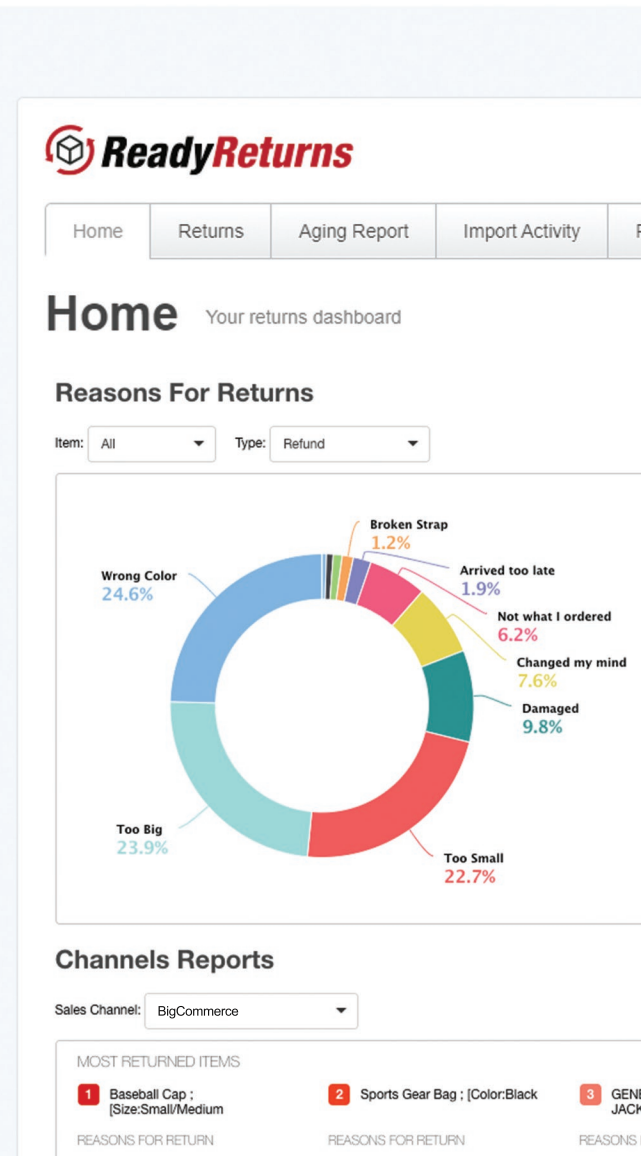 ReadyReturns
Home Returns Aging Report Import Activity
Home Your returns dashboard
Reasons For Returns
Item: All Type: Refund
Broken Strap
1.2%
Arrived too late
1.9%
Wrong Color
24.6%
Not what I ordered
6.2%
Changed my mind
7.6%
Damaged
9.8%
Too Big
23.9%
Too Small
22.7%
Channels Reports
Sales Channel: BigCommerce
MOST RETURNED ITEMS
1 Baseball Cap ;
[Size:Small/Medium
2 Sports Gear Bag ; [Color:Black
3
REASONS FOR RETURN REASONS FOR RETURN REASONS